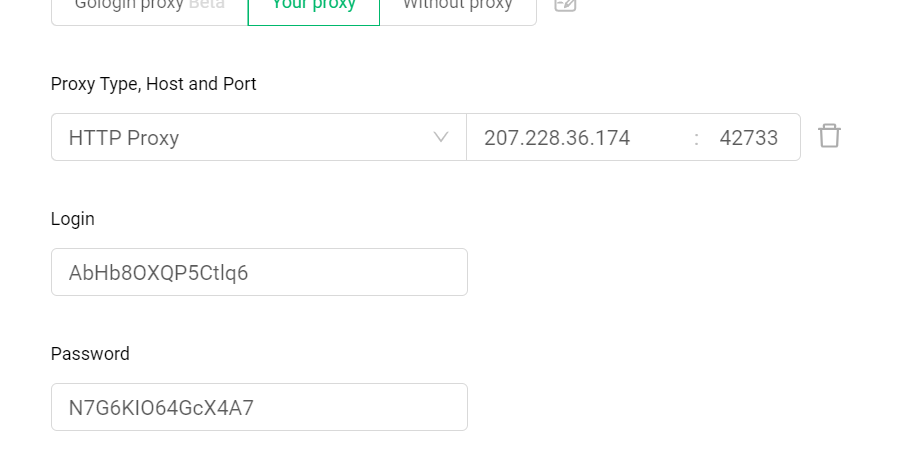 Gologin proxy Beta Your proxy Without proxy
Proxy Type, Host and Port
HTTP Proxy 207.228.36.174 : 42733
Login
AbHb8OXQP5Ctlq6
Password
N7G6KIO64GcX4A7